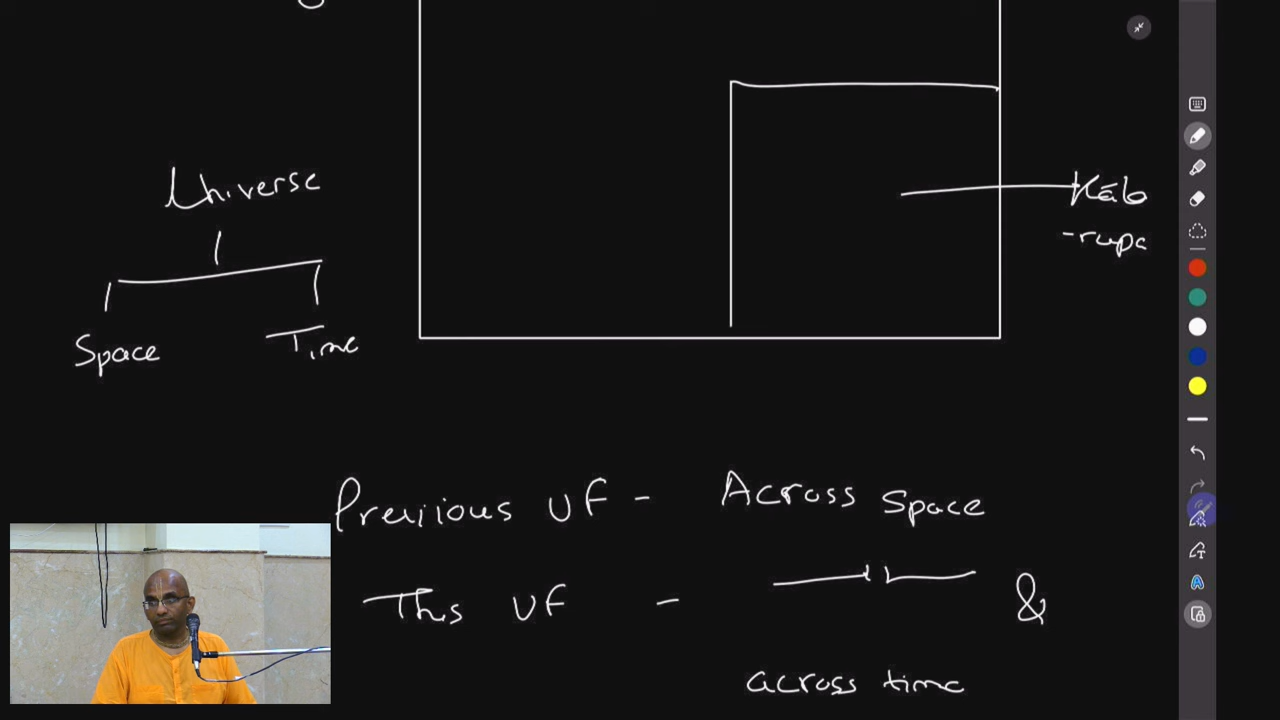 Universe
Space
Time
Kāla
-rupa
Previous UF - Across space
This UF - —"— &
across time